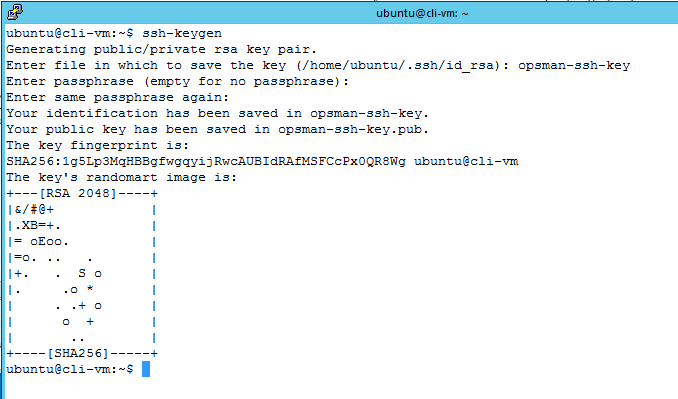 ubuntu@cli-vm: ~
ubuntu@cli-vm:~$ ssh-keygen
Generating public/private rsa key pair.
Enter file in which to save the key (/home/ubuntu/.ssh/id_rsa): opsman-ssh-key
Enter passphrase (empty for no passphrase):
Enter same passphrase again:
Your identification has been saved in opsman-ssh-key.
Your public key has been saved in opsman-ssh-key.pub.
The key fingerprint is:
SHA256:1g5Lp3MqHBBgfwgqyijRwcAUBIdRAfMSFCcPx0QR8Wg ubuntu@cli-vm
The key's randomart image is:
+---[RSA 2048]----+
|&/#@+            |
|.XB=+.           |
|= oEoo.          |
|=o. ..   .       |
|+.   .  S o      |
|.     .o *       |
|     . .+ o      |
|      o  +       |
|       ..        |
+----[SHA256]-----+
ubuntu@cli-vm:~$